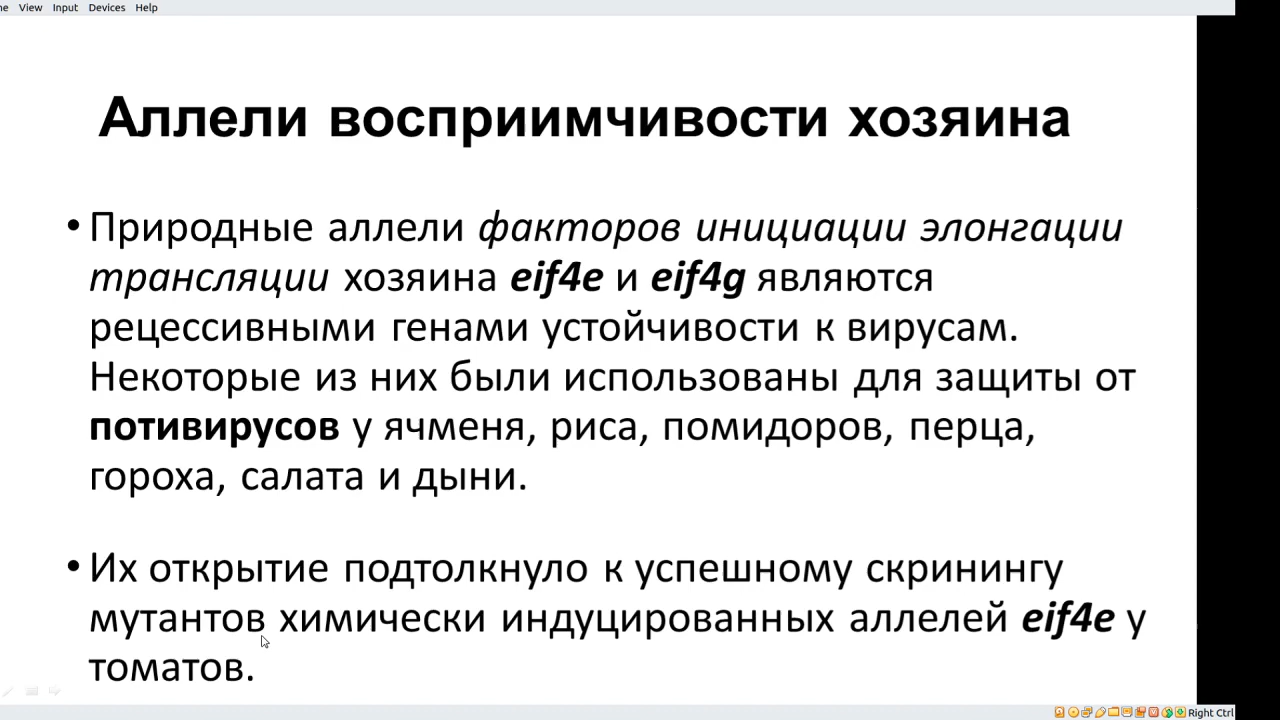 View Input Devices Help
Аллели восприимчивости хозяина
• Природные аллели факторов инициации элонгации
трансляции хозяина eif4e и eif4g являются
рецессивными генами устойчивости к вирусам.
Некоторые из них были использованы для защиты от
потивирусов у ячменя, риса, помидоров, перца,
гороха, салата и дыни.
• Их открытие подтолкнуло к успешному скринингу
мутантов химически индуцированных аллелей eif4e у
томатов.
Right Ctrl